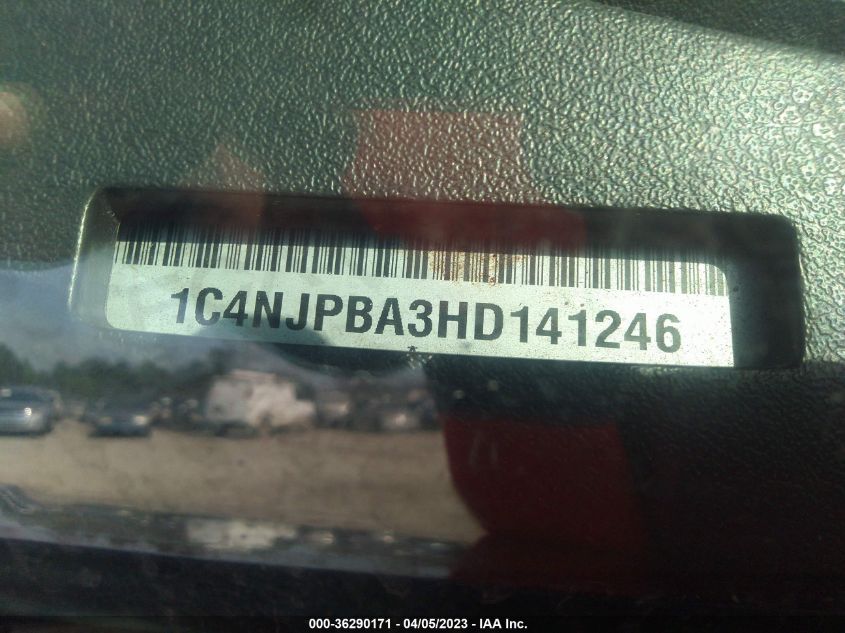 1C4NJPBA3HD141246
*
000-36290171 - 04/05/2023 - IAA Inc.